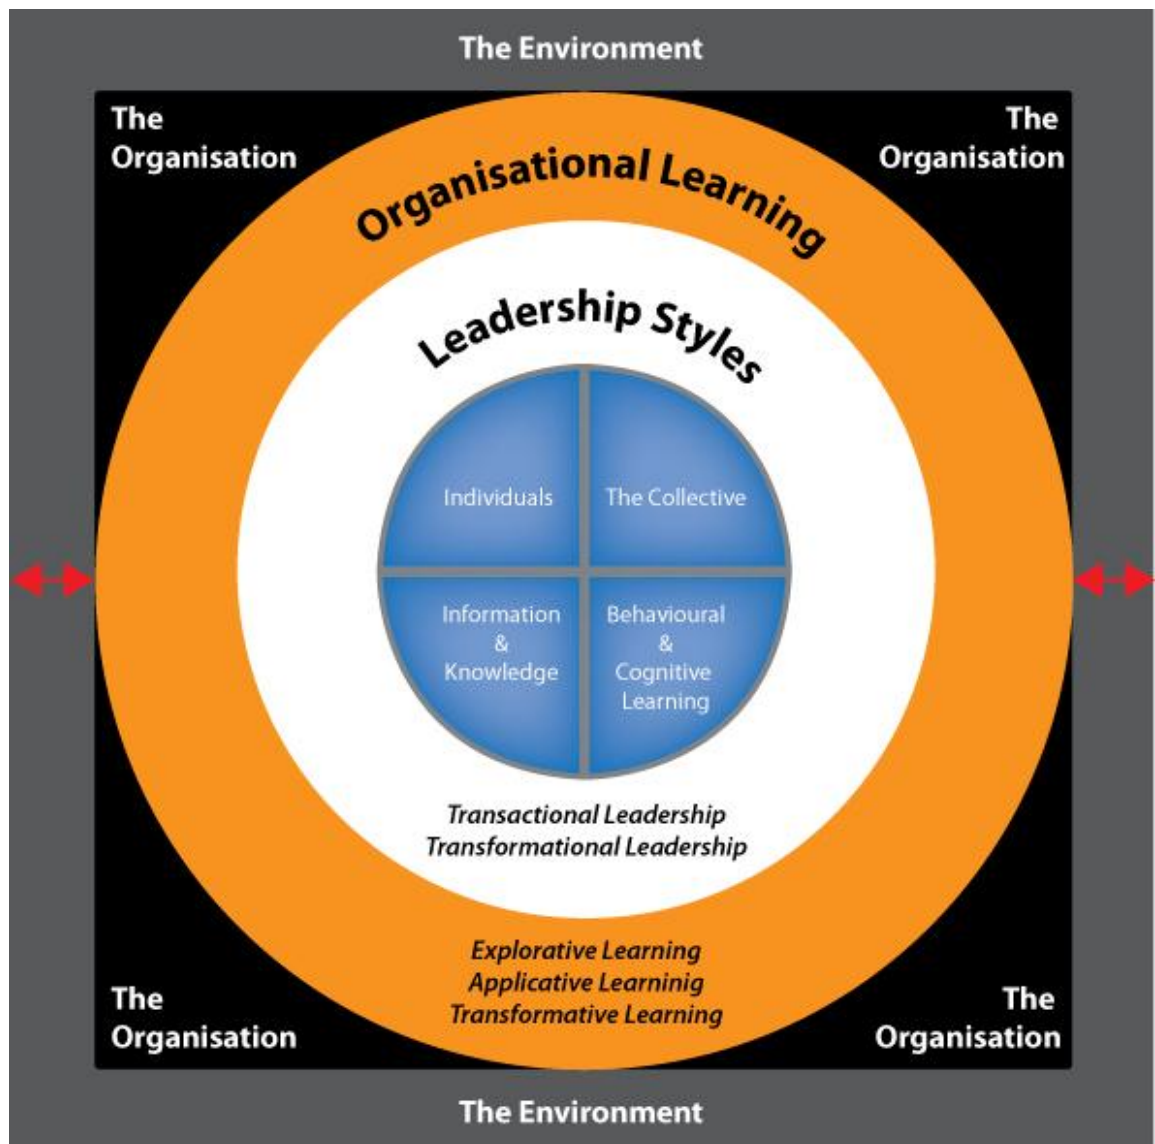 The Environment
The
Organisation
The
Organisation
Organisational Learning
Leadership Styles
Individuals
The Collective
Information
&
Knowledge
Behavioural
&
Cognitive
Learning
Transactional Leadership
Transformational Leadership
Explorative Learning
Applicative Learninig
Transformative Learning
The
Organisation
The
Organisation
The Environment